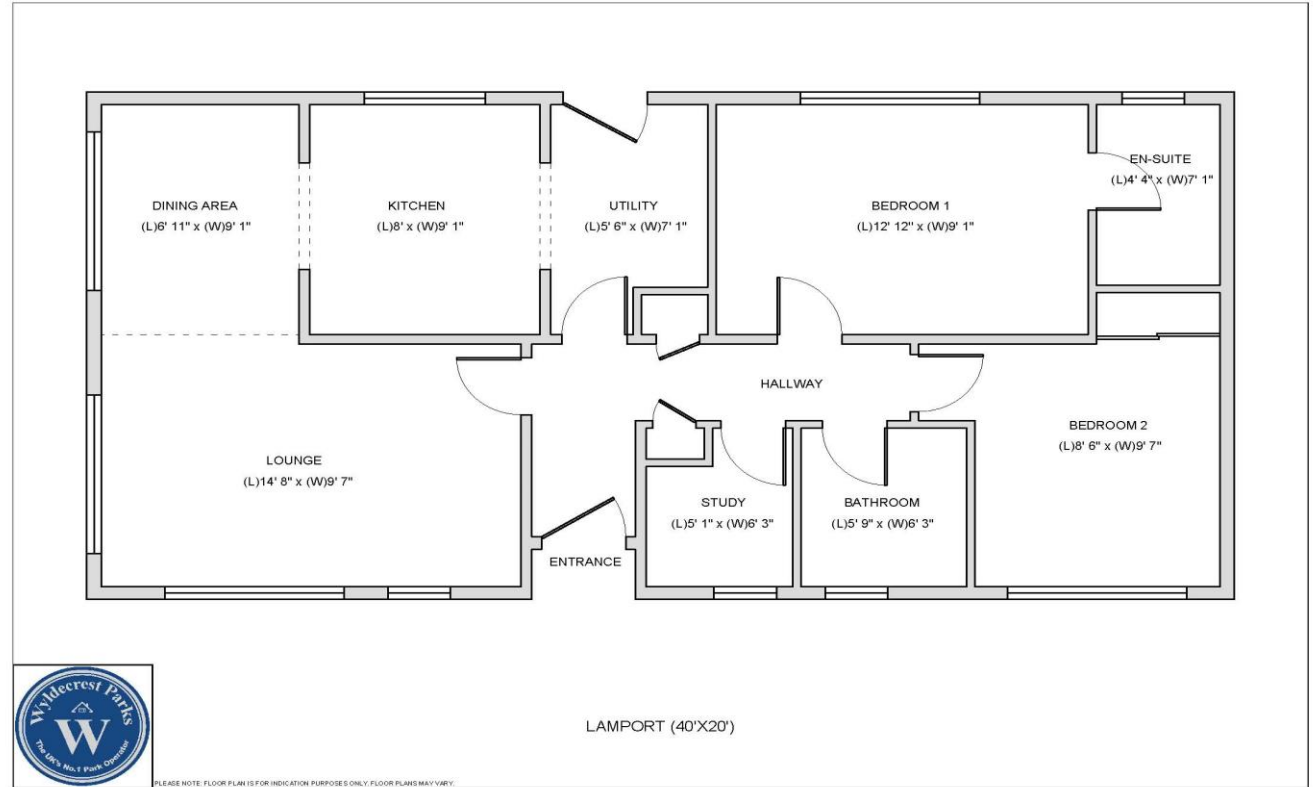 DINING AREA
(L)6' 11" x (W)9' 1"
KITCHEN
(L)8' x (W)9' 1"
UTILITY
(L)5' 6" x (W)7' 1"
BEDROOM 1
(L)12' 12" x (W)9' 1"
EN-SUITE
(L)4' 4" x (W)7' 1"
HALLWAY
LOUNGE
(L)14' 8" x (W)9' 7"
ENTRANCE
STUDY
(L)5' 1" x (W)6' 3"
BATHROOM
(L)5' 9" x (W)6' 3"
BEDROOM 2
(L)8' 6" x (W)9' 7"
Wyldecrest Parks
W
The UK's No.1 Park Operator
LAMPORT (40'X20')
PLEASE NOTE: FLOOR PLAN IS FOR INDICATION PURPOSES ONLY. FLOOR PLANS MAY VARY.